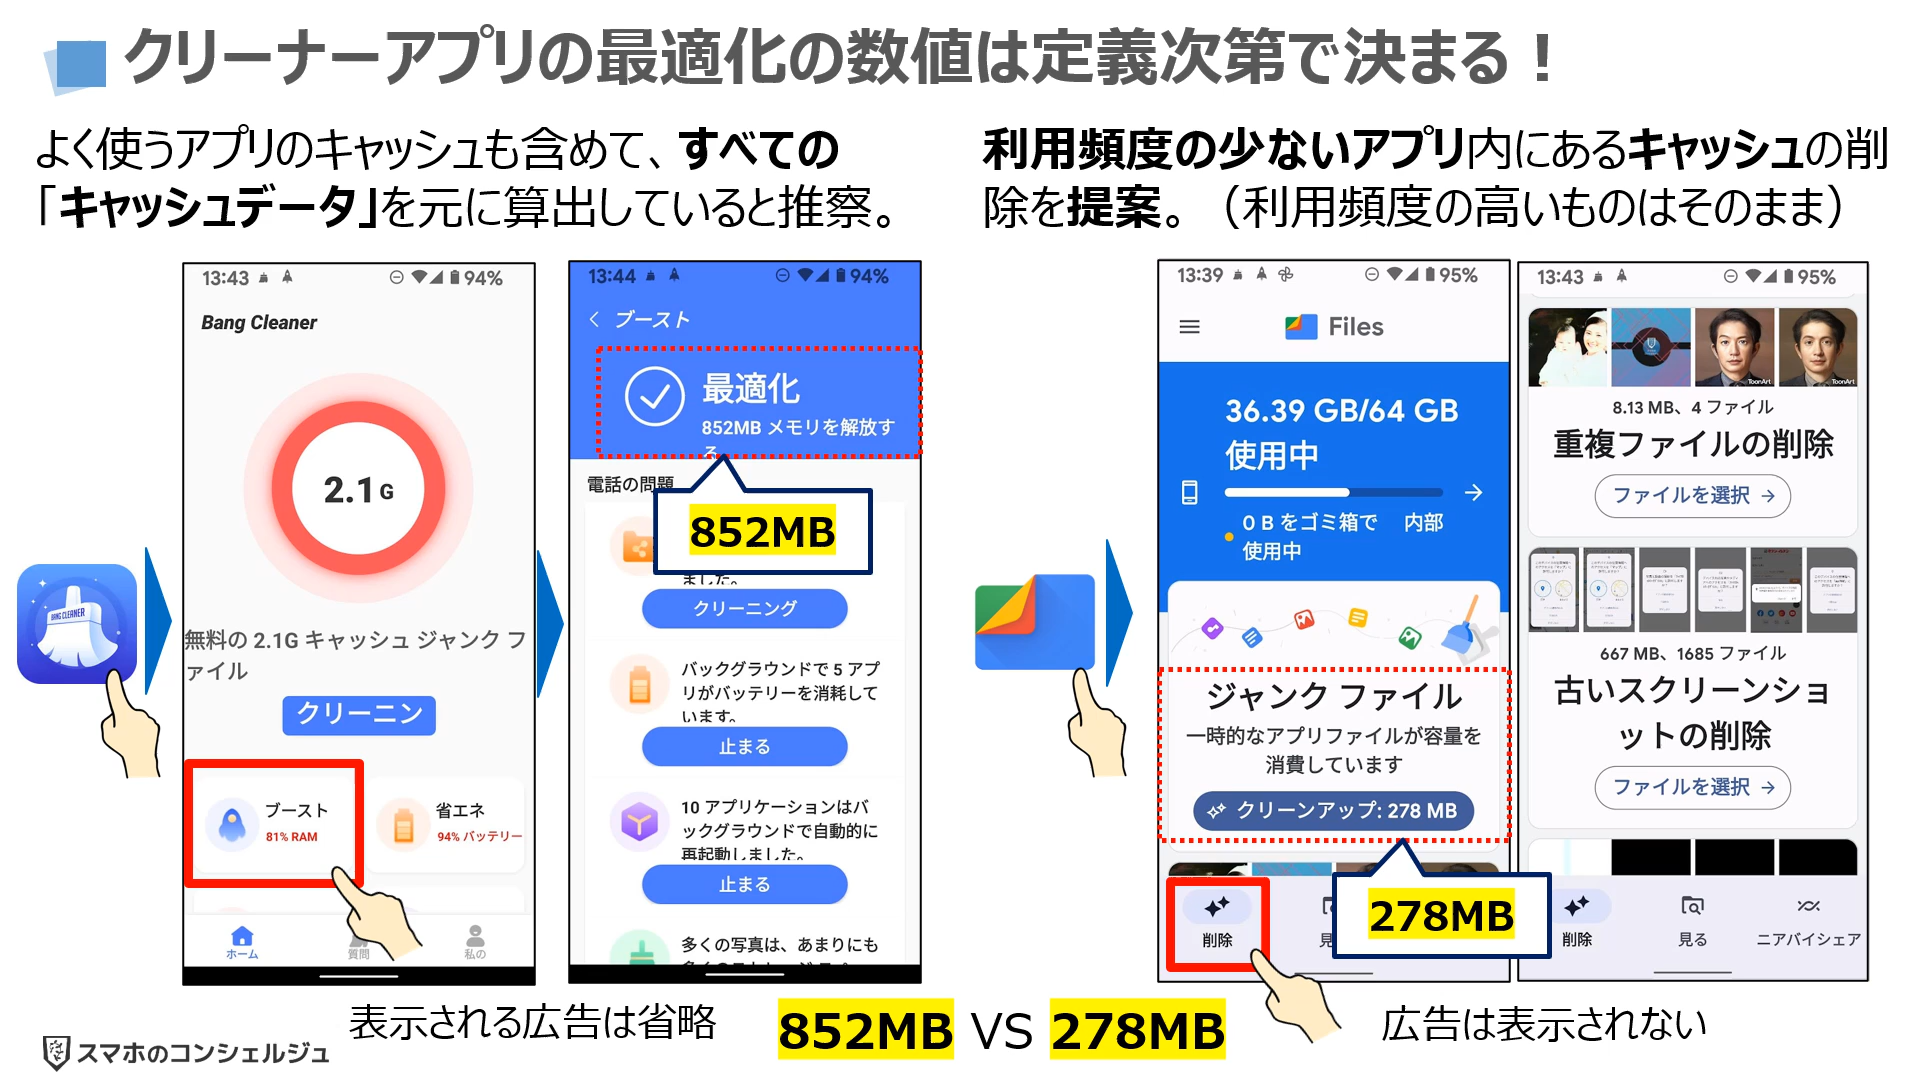 クリーナーアプリの最適化の数値は定義次第で決まる！
よく使うアプリのキャッシュも含めて、すべての
「キャッシュデータ」を元に算出していると推察。
利用頻度の少ないアプリ内にあるキャッシュの削
除を提案。（利用頻度の高いものはそのまま）
BANG CLEANER
13:43
94%
Bang Cleaner
2.1G
無料の 2.1G キャッシュ ジャンク フ
ァイル
クリーニン
ブースト
81% RAM
省エネ
94% バッテリー
ホーム
質問
私の
13:44
94%
ブースト
最適化
852MB メモリを解放す
る
電話の問題
852MB
ました。
クリーニング
バックグラウンドで 5 アプ
リがバッテリーを消耗して
います。
止まる
10 アプリケーションはバ
ックグラウンドで自動的に
再起動しました。
止まる
多くの写真は、あまりにも
13:39
95%
Files
36.39 GB/64 GB
使用中
0 B をゴミ箱で
使用中
内部
ジャンク ファイル
一時的なアプリファイルが容量を
消費しています
クリーンアップ: 278 MB
278MB
削除
見
13:43
95%
ToonArt
ToonArt
8.13 MB、4 ファイル
重複ファイルの削除
ファイルを選択
667 MB、1685 ファイル
古いスクリーンショ
ットの削除
ファイルを選択
削除
見る
ニアバイシェア
表示される広告は省略
852MB VS 278MB
広告は表示されない
スマホのコンシェルジュ